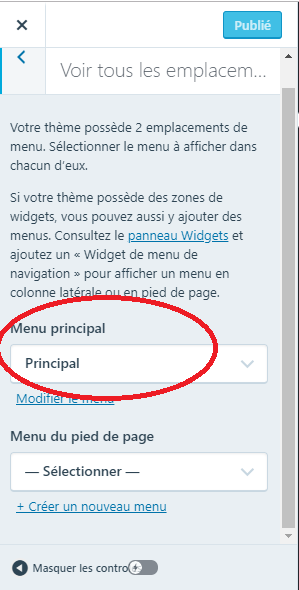 Publié
Voir tous les emplacem...
Votre thème possède 2 emplacements de
menu. Sélectionner le menu à afficher dans
chacun d'eux.
Si votre thème possède des zones de
widgets, vous pouvez aussi y ajouter des
menus. Consultez le panneau Widgets et
ajoutez un « Widget de menu de
navigation » pour afficher un menu en
colonne latérale ou en pied de page.
Menu principal
Principal
Modifier le menu
Menu du pied de page
— Sélectionner —
+ Créer un nouveau menu
Masquer les contro